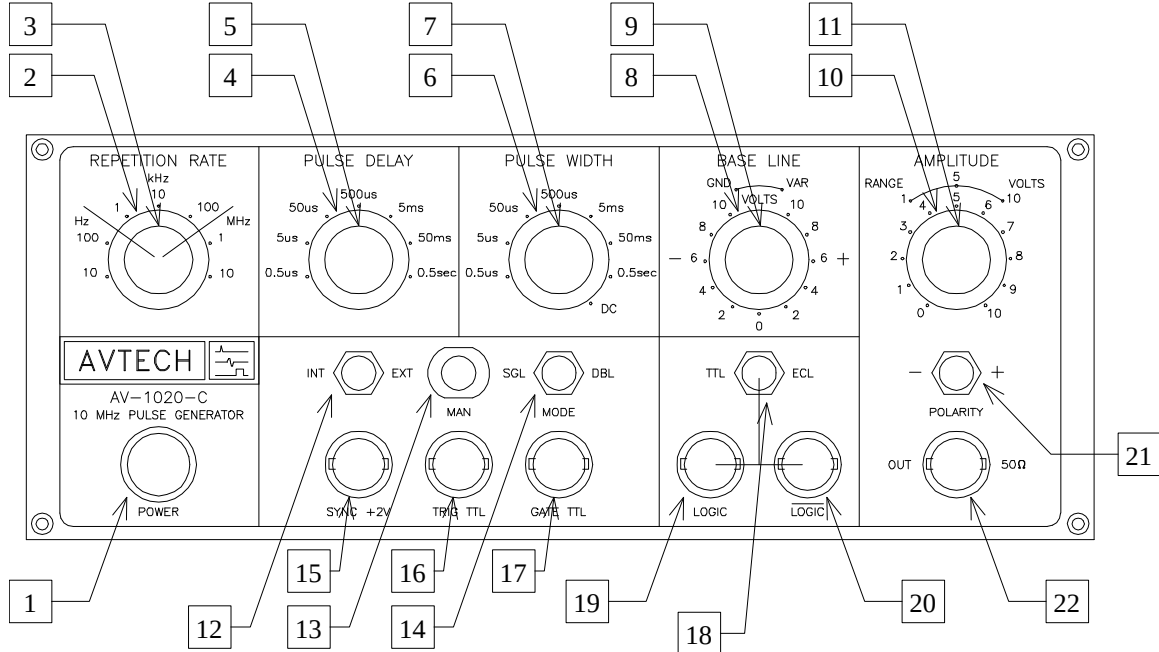 3 5 7 9 11
2 4 6 8 10
REPETITION RATE
kHz
10
1 100
Hz MHz
100 1
10 10
PULSE DELAY
500us
50us 5ms
5us 50ms
0.5us 0.5sec
PULSE WIDTH
500us
50us 5ms
5us 50ms
0.5us 0.5sec
DC
BASE LINE
GND VAR
VOLTS
10 10
8 8
- 6 6 +
4 4
2 2
0
AMPLITUDE
5
RANGE VOLTS
1 10
5
4 6
3 7
2 8
1 9
0 10
AVTECH
AV-1020-C
10 MHz PULSE GENERATOR
POWER
INT EXT
MAN
SGL DBL
MODE
SYNC +2V
TRIG TTL
GATE TTL
TTL ECL
LOGIC
LOGIC
- +
POLARITY
OUT 50Ω
21
15 16 17
1 19 20 22
12 13 14 18